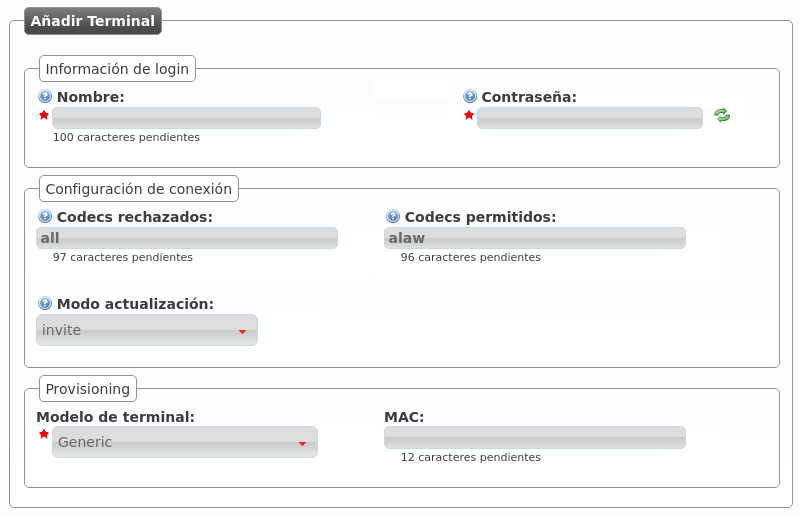 Añadir Terminal
Información de login
Nombre:
Contraseña:
100 caracteres pendientes
Configuración de conexión
Codecs rechazados:
Codecs permitidos:
all
alaw
97 caracteres pendientes
96 caracteres pendientes
Modo actualización:
invite
Provisioning
Modelo de terminal:
MAC:
Generic
12 caracteres pendientes